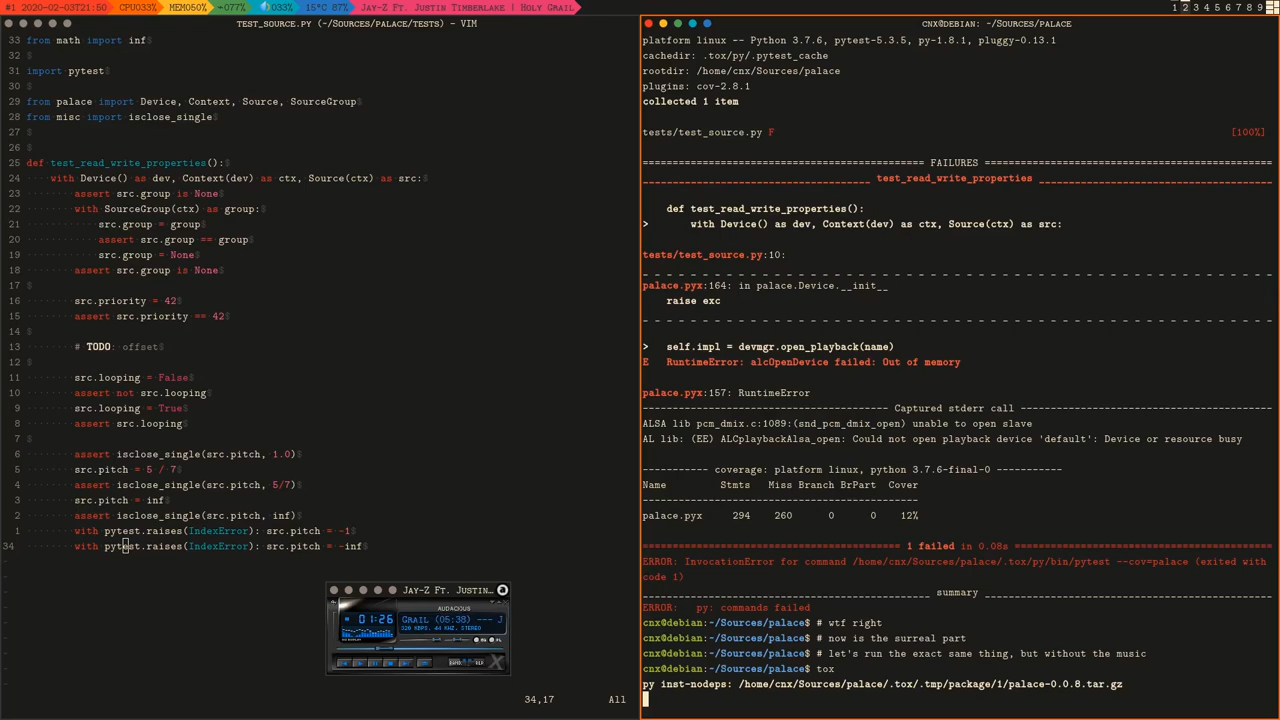 #1 2020-02-03T21:50 CPU033% MEM050% -077% 033% 15°C 87% Jay-Z Ft. Justin Timberlake | Holy Grail
1 2 3 4 5 6 7 8 9
TEST_SOURCE.PY (~/SOURCES/PALACE/TESTS) - VIM
33 from math import inf$
32 $
31 import pytest$
30 $
29 from palace import Device, Context, Source, SourceGroup$
28 from misc import isclose_single$
27 $
26 $
25 def test_read_write_properties():$
24 ····with Device() as dev, Context(dev) as ctx, Source(ctx) as src:$
23 ········assert src.group is None$
22 ········with SourceGroup(ctx) as group:$
21 ············src.group = group$
20 ············assert src.group == group$
19 ············src.group = None$
18 ········assert src.group is None$
17 $
16 ········src.priority = 42$
15 ········assert src.priority == 42$
14 $
13 ········# TODO: offset$
12 $
11 ········src.looping = False$
10 ········assert not src.looping$
9 ········src.looping = True$
8 ········assert src.looping$
7 $
6 ········assert isclose_single(src.pitch, 1.0)$
5 ········src.pitch = 5 / 7$
4 ········assert isclose_single(src.pitch, 5/7)$
3 ········src.pitch = inf$
2 ········assert isclose_single(src.pitch, inf)$
1 ········with pytest.raises(IndexError): src.pitch = -1$
34 ········with pytest.raises(IndexError): src.pitch = -inf$
34,17 All
JAY-Z FT. JUSTIN...
AUDACIOUS
01:26
GRAIL (05:38) --- J
320 KBPS, 44 KHZ, STEREO
CNX@DEBIAN: ~/SOURCES/PALACE
platform linux -- Python 3.7.6, pytest-5.3.5, py-1.8.1, pluggy-0.13.1
cachedir: .tox/py/.pytest_cache
rootdir: /home/cnx/Sources/palace
plugins: cov-2.8.1
collected 1 item
tests/test_source.py F [100%]
FAILURES
test_read_write_properties
def test_read_write_properties():
> with Device() as dev, Context(dev) as ctx, Source(ctx) as src:
tests/test_source.py:10:
palace.pyx:164: in palace.Device.__init__
raise exc
> self.impl = devmgr.open_playback(name)
E RuntimeError: alcOpenDevice failed: Out of memory
palace.pyx:157: RuntimeError
Captured stderr call
ALSA lib pcm_dmix.c:1089:(snd_pcm_dmix_open) unable to open slave
AL lib: (EE) ALCplaybackAlsa_open: Could not open playback device 'default': Device or resource busy
----------- coverage: platform linux, python 3.7.6-final-0 -----------
Name Stmts Miss Branch BrPart Cover
palace.pyx 294 260 0 0 12%
1 failed in 0.08s
ERROR: InvocationError for command /home/cnx/Sources/palace/.tox/py/bin/pytest --cov=palace (exited with
code 1)
summary
ERROR: py: commands failed
cnx@debian:~/Sources/palace$ # wtf right
cnx@debian:~/Sources/palace$ # now is the surreal part
cnx@debian:~/Sources/palace$ # let's run the exact same thing, but without the music
cnx@debian:~/Sources/palace$ tox
py inst-nodeps: /home/cnx/Sources/palace/.tox/.tmp/package/1/palace-0.0.8.tar.gz